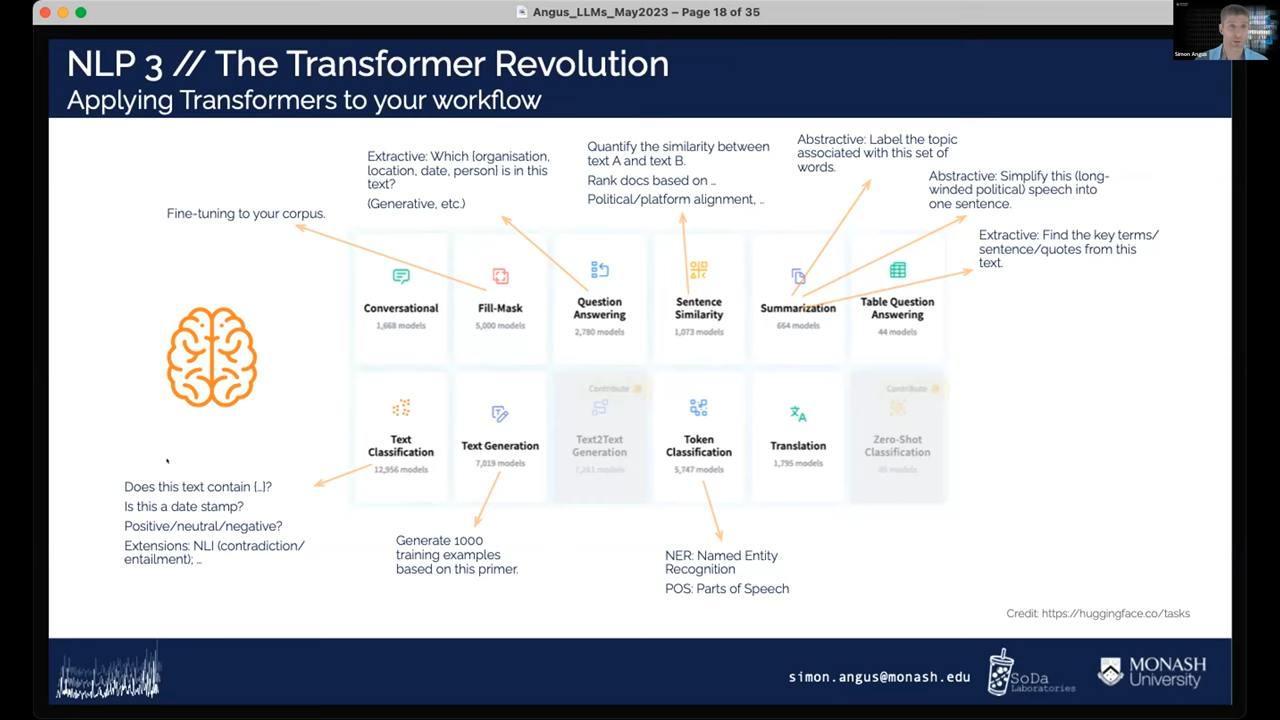 Angus_LLMs_May2023 – Page 18 of 35
Simon Angus
NLP 3 // The Transformer Revolution
Applying Transformers to your workflow
Fine-tuning to your corpus.
Extractive: Which {organisation,
location, date, person} is in this
text?
(Generative, etc.)
Quantify the similarity between
text A and text B.
Rank docs based on …
Political/platform alignment, …
Abstractive: Label the topic
associated with this set of
words.
Abstractive: Simplify this (long-
winded political) speech into
one sentence.
Extractive: Find the key terms/
sentence/quotes from this
text.
Conversational
1,668 models
Fill-Mask
5,000 models
Question
Answering
2,780 models
Sentence
Similarity
1,073 models
Summarization
664 models
Table Question
Answering
44 models
Text
Classification
12,956 models
Text Generation
7,019 models
Contribute
Text2Text
Generation
7,261 models
Token
Classification
5,747 models
Translation
1,795 models
Contribute
Zero-Shot
Classification
models
Does this text contain {…}?
Is this a date stamp?
Positive/neutral/negative?
Extensions: NLI (contradiction/
entailment); …
Generate 1000
training examples
based on this primer.
NER: Named Entity
Recognition
POS: Parts of Speech
Credit: https://huggingface.co/tasks
simon.angus@monash.edu
SoDa
Laboratories
MONASH
University